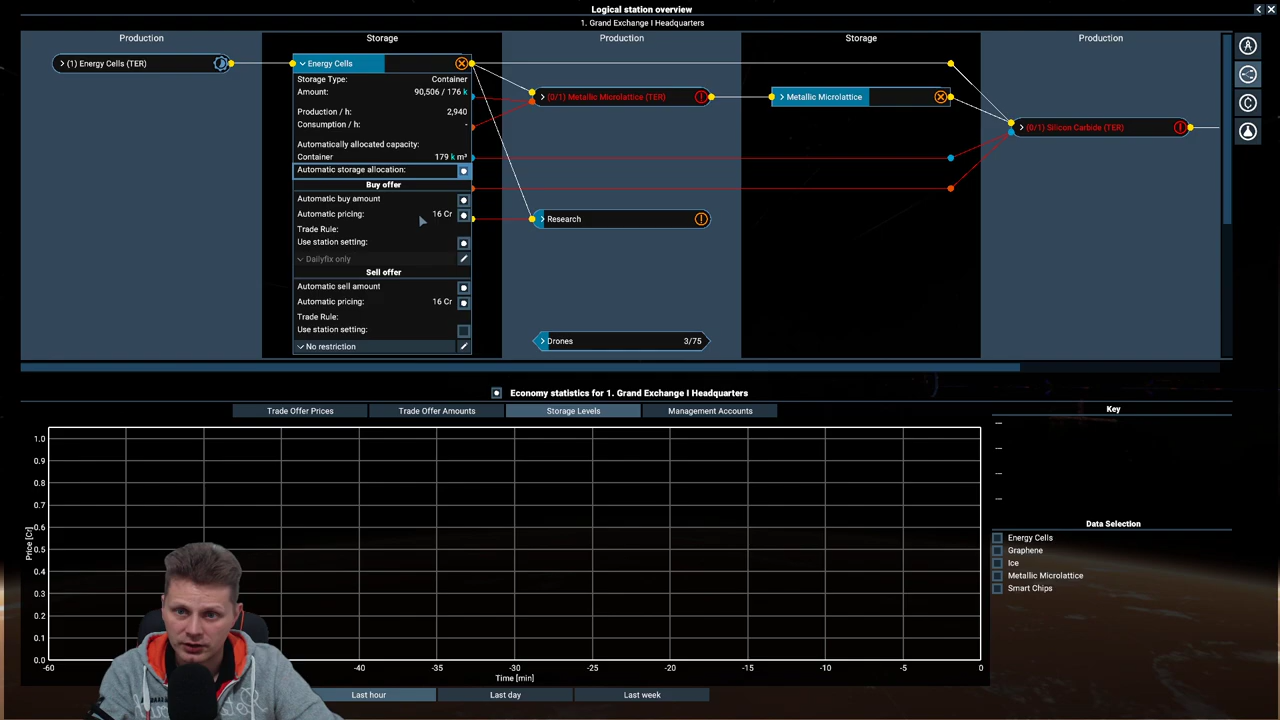 Logical station overview
1. Grand Exchange I Headquarters
Production
Storage
Production
Storage
Production
(1) Energy Cells (TER)
Energy Cells
Storage Type: Container
Amount: 90,506 / 176 k
Production / h: 2,940
Consumption / h: -
Automatically allocated capacity:
Container 179 k m³
Automatic storage allocation:
Buy offer
Automatic buy amount
Automatic pricing: 16 Cr
Trade Rule:
Use station setting:
Dailyfix only
Sell offer
Automatic sell amount
Automatic pricing: 16 Cr
Trade Rule:
Use station setting:
No restriction
(0/1) Metallic Microlattice (TER)
Research
Drones 3/75
Metallic Microlattice
(0/1) Silicon Carbide (TER)
Economy statistics for 1. Grand Exchange I Headquarters
Trade Offer Prices
Trade Offer Amounts
Storage Levels
Management Accounts
Price [Cr]
1.0
0.9
0.8
0.7
0.6
0.5
0.4
0.3
0.2
0.1
0.0
-60
-40
-35
-30
-25
-20
-15
-10
-5
0
Time [min]
Last hour
Last day
Last week
Key
Data Selection
Energy Cells
Graphene
Ice
Metallic Microlattice
Smart Chips